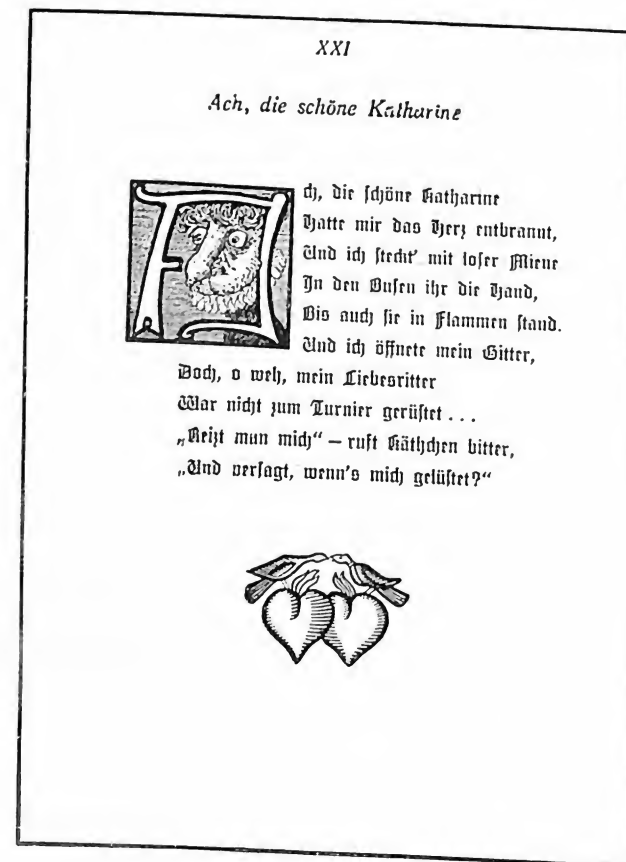 XXI
Ach, die schöne Katharine
Ach, die schöne Katharine
Hatte mir das Herz entbrannt,
Und ich steckt' mit loser Miene
In den Busen ihr die Hand,
Bis auch sie in Flammen stand.
Und ich öffnete mein Gitter,
Doch, o weh, mein Liebesritter
War nicht zum Turnier gerüstet ...
„Reizt man mich“ — ruft Käthchen bitter,
„Und versagt, wenn's mich gelüstet?“